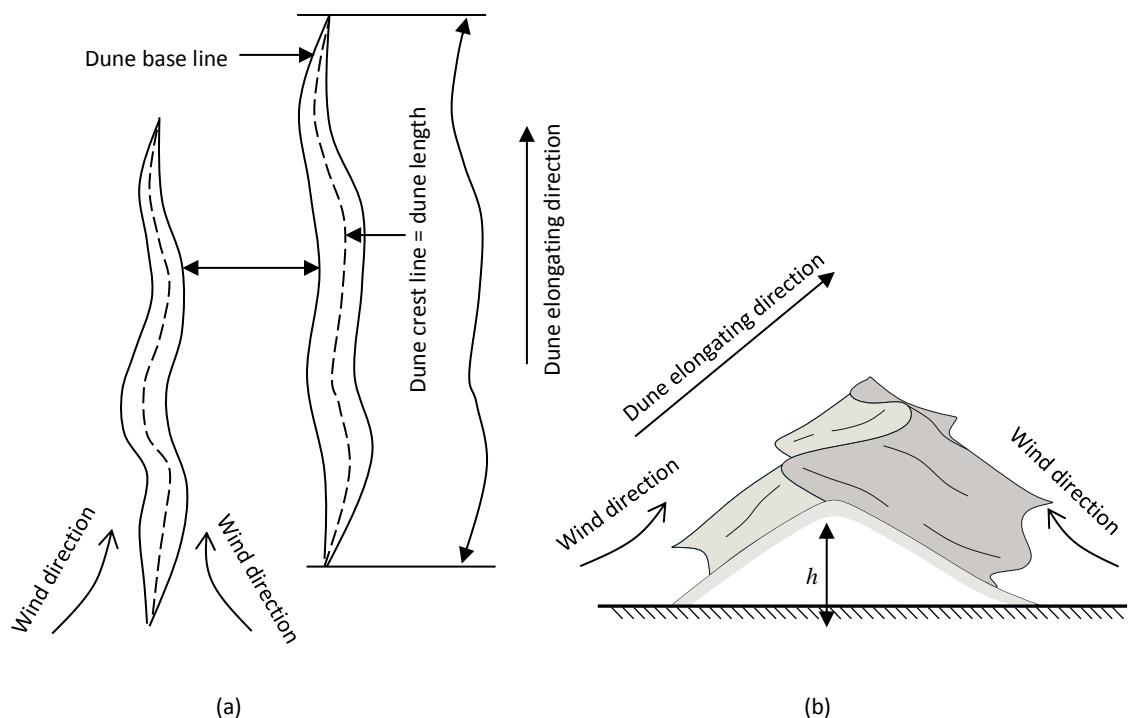 Dune base line
Dune crest line = dune length
Dune elongating direction
Wind direction
Wind direction
(a)
Dune elongating direction
Wind direction
Wind direction
h
(b)